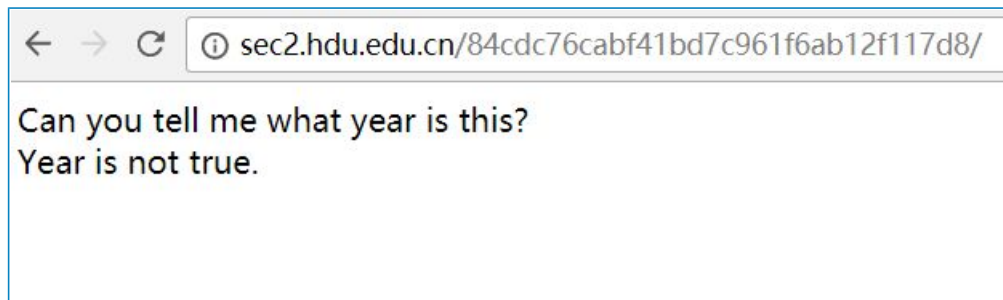 sec2.hdu.edu.cn/84cdc76cabf41bd7c961f6ab12f117d8/
Can you tell me what year is this?
Year is not true.